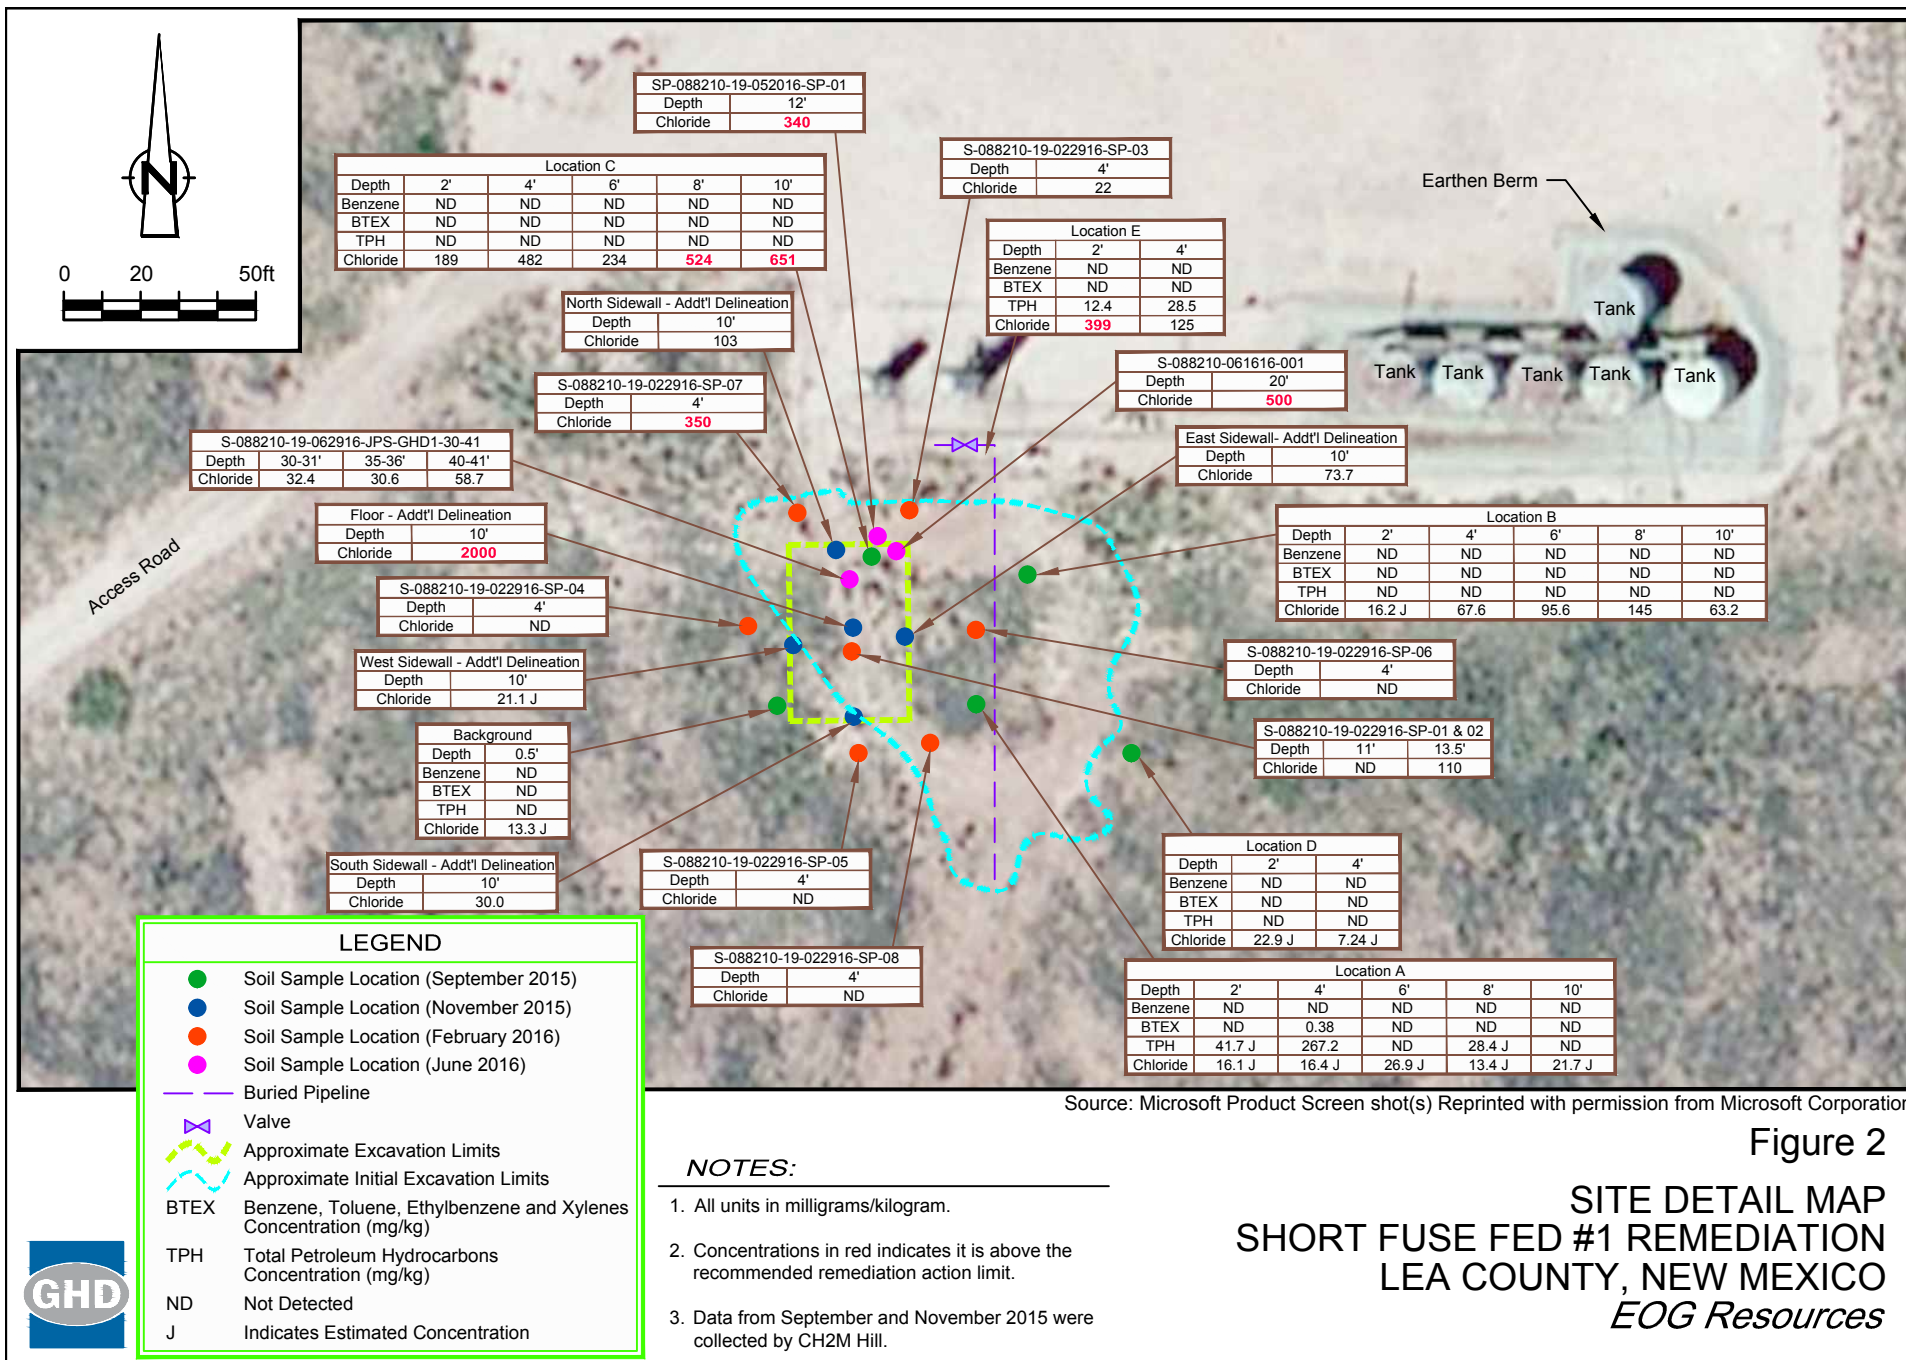 N
0 20 50ft
SP-088210-19-052016-SP-01
Depth 12'
Chloride 340
Location C
Depth 2' 4' 6' 8' 10'
Benzene ND ND ND ND ND
BTEX ND ND ND ND ND
TPH ND ND ND ND ND
Chloride 189 482 234 524 651
S-088210-19-022916-SP-03
Depth 4'
Chloride 22
Location E
Depth 2' 4'
Benzene ND ND
BTEX ND ND
TPH 12.4 28.5
Chloride 399 125
Earthen Berm
Tank
Tank Tank Tank Tank Tank
North Sidewall - Addt'l Delineation
Depth 10'
Chloride 103
S-088210-19-022916-SP-07
Depth 4'
Chloride 350
S-088210-061616-001
Depth 20'
Chloride 500
S-088210-19-062916-JPS-GHD1-30-41
Depth 30-31' 35-36' 40-41'
Chloride 32.4 30.6 58.7
East Sidewall- Addt'l Delineation
Depth 10'
Chloride 73.7
Floor - Addt'l Delineation
Depth 10'
Chloride 2000
Location B
Depth 2' 4' 6' 8' 10'
Benzene ND ND ND ND ND
BTEX ND ND ND ND ND
TPH ND ND ND ND ND
Chloride 16.2 J 67.6 95.6 145 63.2
Access Road
S-088210-19-022916-SP-04
Depth 4'
Chloride ND
West Sidewall - Addt'l Delineation
Depth 10'
Chloride 21.1 J
S-088210-19-022916-SP-06
Depth 4'
Chloride ND
Background
Depth 0.5'
Benzene ND
BTEX ND
TPH ND
Chloride 13.3 J
S-088210-19-022916-SP-01 & 02
Depth 11' 13.5'
Chloride ND 110
South Sidewall - Addt'l Delineation
Depth 10'
Chloride 30.0
S-088210-19-022916-SP-05
Depth 4'
Chloride ND
Location D
Depth 2' 4'
Benzene ND ND
BTEX ND ND
TPH ND ND
Chloride 22.9 J 7.24 J
S-088210-19-022916-SP-08
Depth 4'
Chloride ND
Location A
Depth 2' 4' 6' 8' 10'
Benzene ND ND ND ND ND
BTEX ND 0.38 ND ND ND
TPH 41.7 J 267.2 ND 28.4 J ND
Chloride 16.1 J 16.4 J 26.9 J 13.4 J 21.7 J
LEGEND
Soil Sample Location (September 2015)
Soil Sample Location (November 2015)
Soil Sample Location (February 2016)
Soil Sample Location (June 2016)
Buried Pipeline
Valve
Approximate Excavation Limits
Approximate Initial Excavation Limits
BTEX Benzene, Toluene, Ethylbenzene and Xylenes
Concentration (mg/kg)
TPH Total Petroleum Hydrocarbons
Concentration (mg/kg)
ND Not Detected
J Indicates Estimated Concentration
GHD
Source: Microsoft Product Screen shot(s) Reprinted with permission from Microsoft Corporation
NOTES:
1. All units in milligrams/kilogram.
2. Concentrations in red indicates it is above the
recommended remediation action limit.
3. Data from September and November 2015 were
collected by CH2M Hill.
Figure 2
SITE DETAIL MAP
SHORT FUSE FED #1 REMEDIATION
LEA COUNTY, NEW MEXICO
EOG Resources